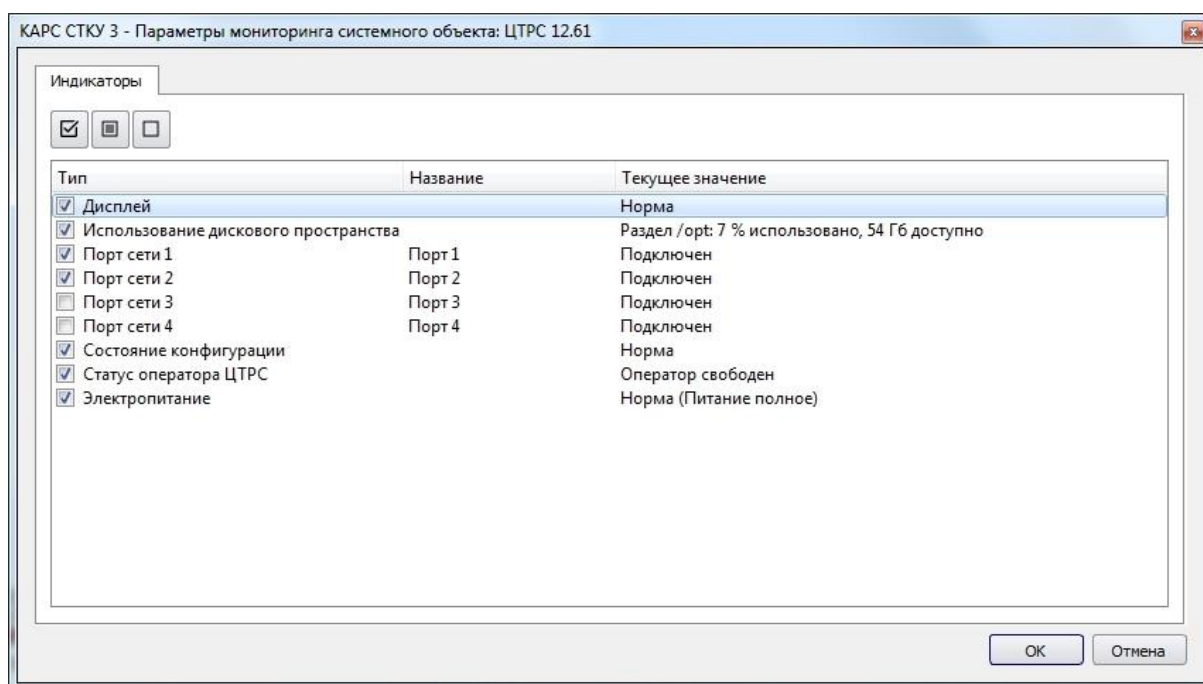 КАРС СТКУ 3 - Параметры мониторинга системного объекта: ЦТРС 12.61
Индикаторы
Тип Название Текущее значение
Дисплей Норма
Использование дискового пространства Раздел /opt: 7 % использовано, 54 Гб доступно
Порт сети 1 Порт 1 Подключен
Порт сети 2 Порт 2 Подключен
Порт сети 3 Порт 3 Подключен
Порт сети 4 Порт 4 Подключен
Состояние конфигурации Норма
Статус оператора ЦТРС Оператор свободен
Электропитание Норма (Питание полное)
OK Отмена